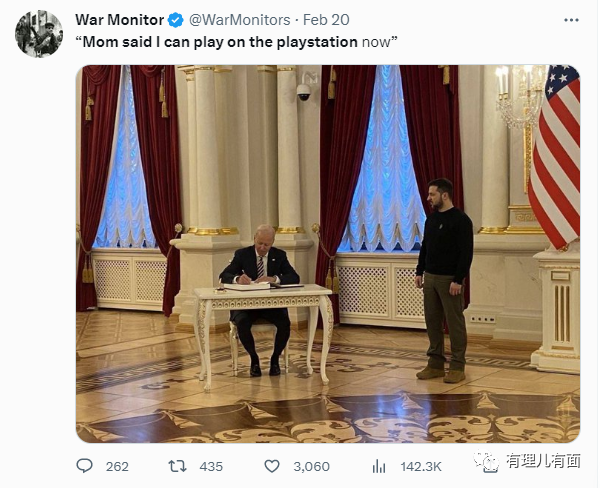 War Monitor @WarMonitors · Feb 20
“Mom said I can play on the playstation now”
262 435 3,060 142.3K
有理儿有面